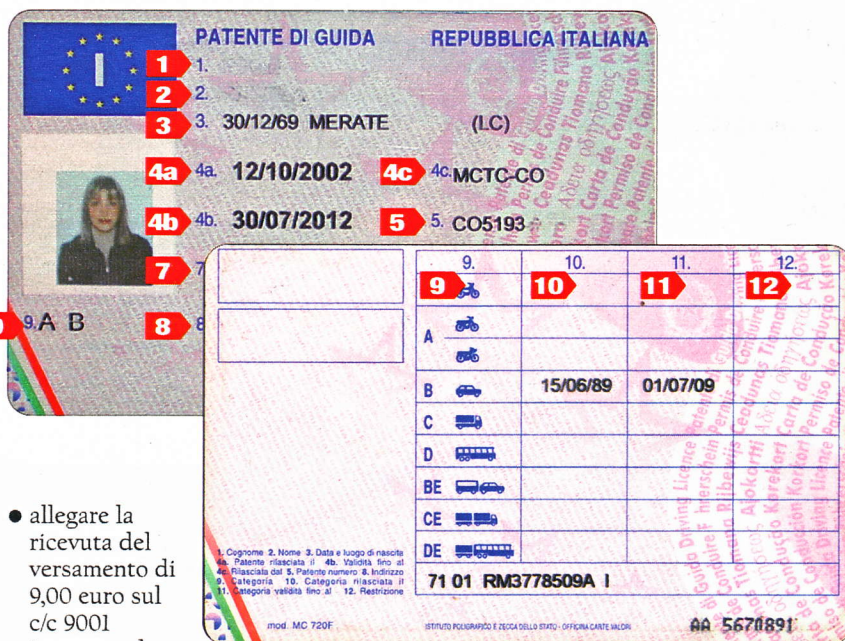 I
PATENTE DI GUIDA REPUBBLICA ITALIANA
1 1.
2 2.
3 3. 30/12/69 MERATE (LC)
4a 4a. 12/10/2002 4c 4c. MCTC-CO
4b 4b. 30/07/2012 5 5. CO5193
7 7
9.A B 8 8
9. 10. 11. 12.
9 10 11 12
A
B 15/06/89 01/07/09
C
D
BE
CE
DE
71 01 RM3778509A I
1. Cognome 2. Nome 3. Data e luogo di nascita
4a. Patente rilasciata il 4b. Validità fino al
4c. Rilasciata dal 5. Patente numero 8. Indirizzo
9. Categoria 10. Categoria rilasciata il
11. Categoria validità fino al 12. Restrizione
mod. MC 720F
ISTITUTO POLIGRAFICO E ZECCA DELLO STATO - OFFICINA CARTE VALORI
AA 5670891
● allegare la
ricevuta del
versamento di
9,00 euro sul
c/c 9001